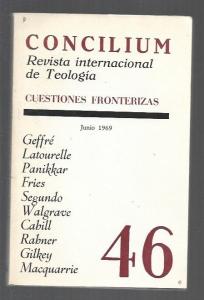 CONCILIUM
Revista internacional
de Teología
CUESTIONES FRONTERIZAS
Junio 1969
Geffré
Latourelle
Panikkar
Fries
Segundo
Walgrave
Cahill
Rahner
Gilkey
Macquarrie
46